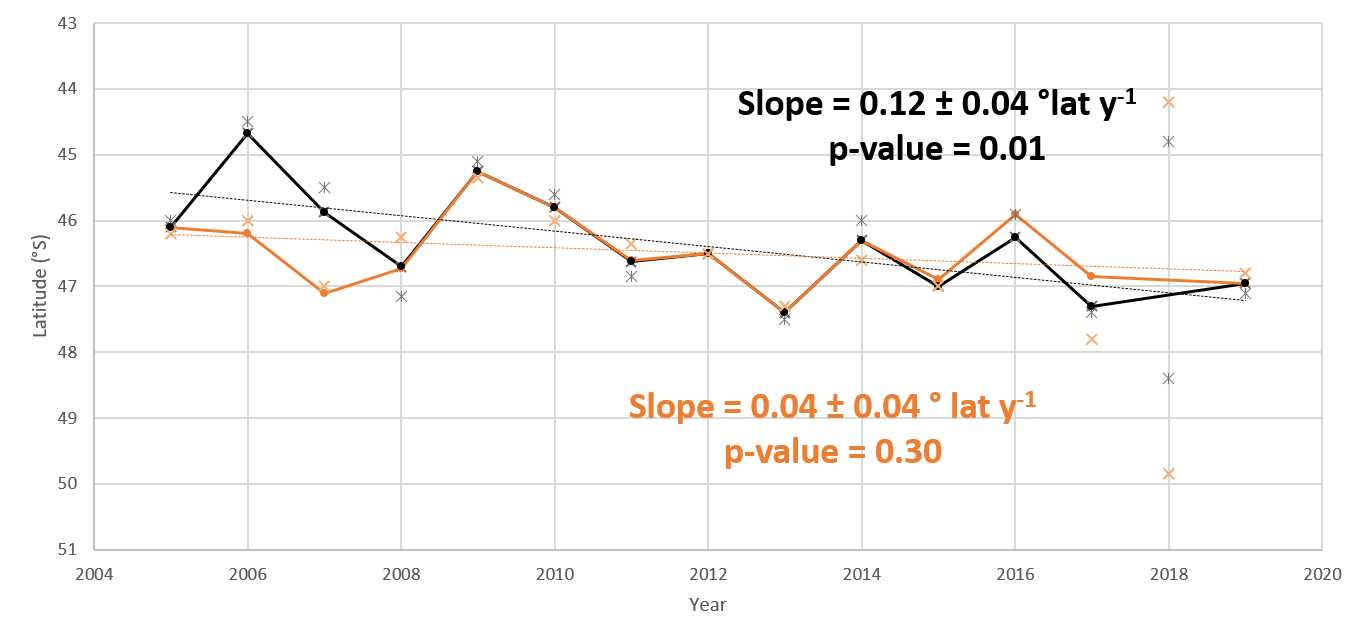 43
44
45
46
47
48
49
50
51
Latitude (°S)
Slope = 0.12 ± 0.04 °lat y-1
p-value = 0.01
Slope = 0.04 ± 0.04 ° lat y-1
p-value = 0.30
2004 2006 2008 2010 2012 2014 2016 2018 2020
Year